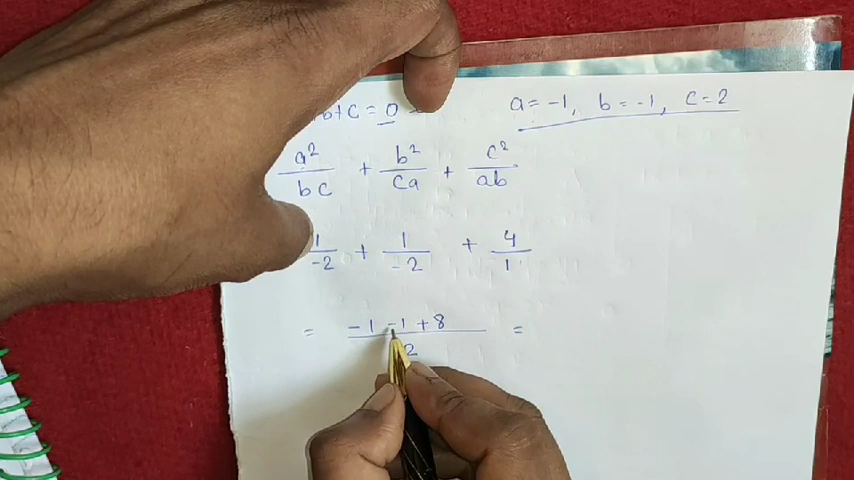 b+c = 0 a = -1, b = -1, c = 2
a²/bc + b²/ca + c²/ab
1/-2 + 1/-2 + 4/1
= -1 -1 +8/2 =